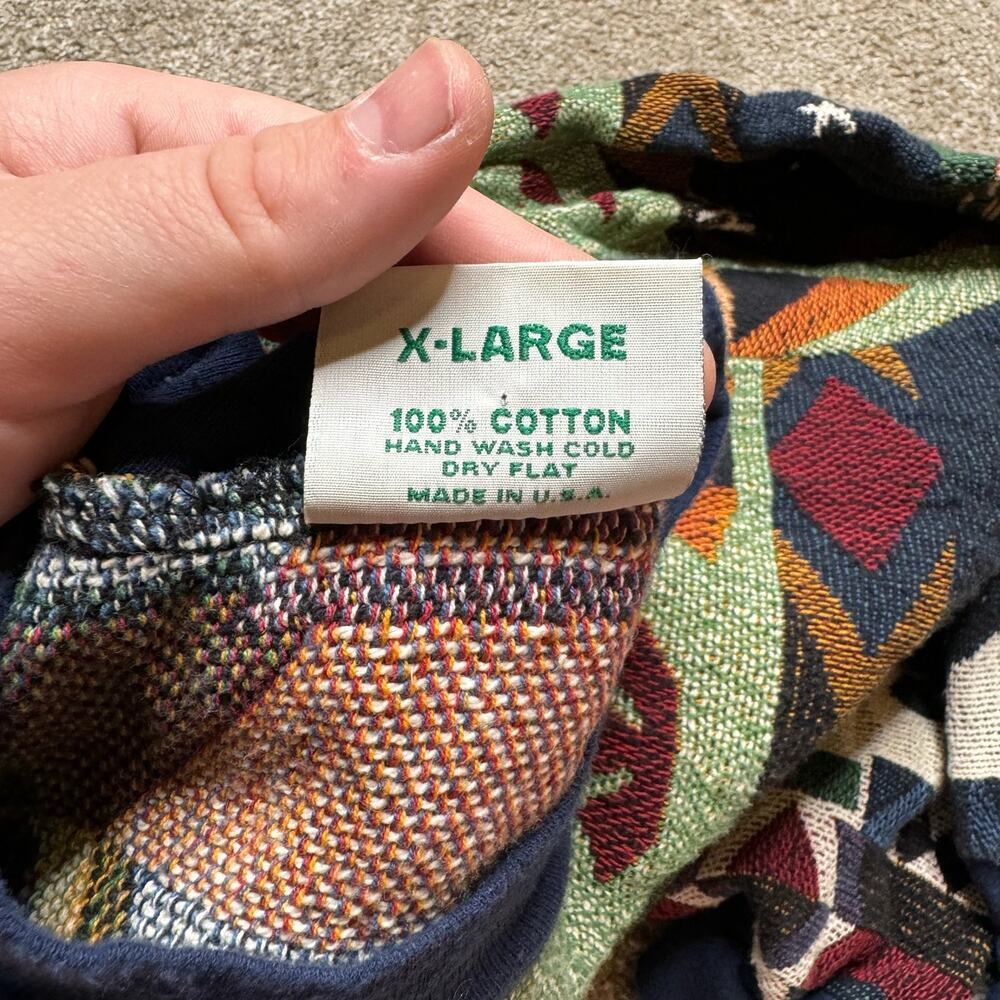 X-LARGE
100% COTTON
HAND WASH COLD
DRY FLAT
MADE IN U.S.A.